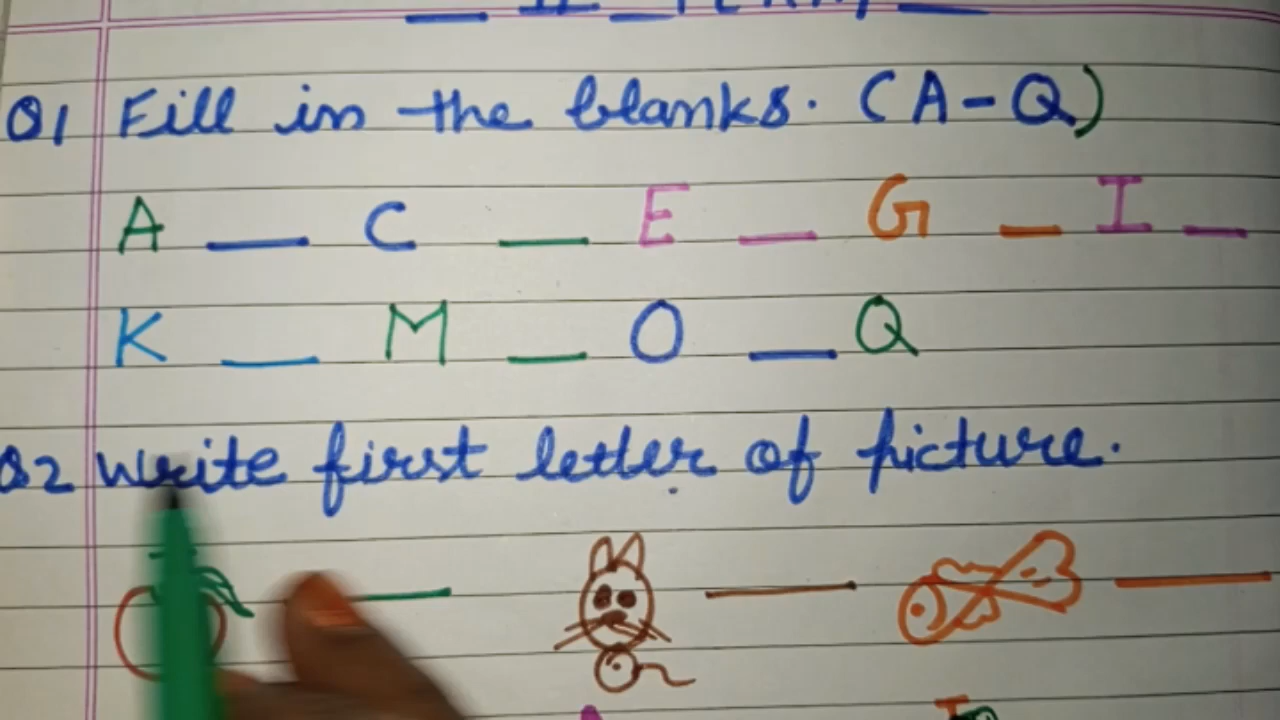 Q1 Fill in the blanks. (A-Q)
A __ C __ E __ G __ I __
K __ M __ O __ Q
Q2 Write first letter of picture.